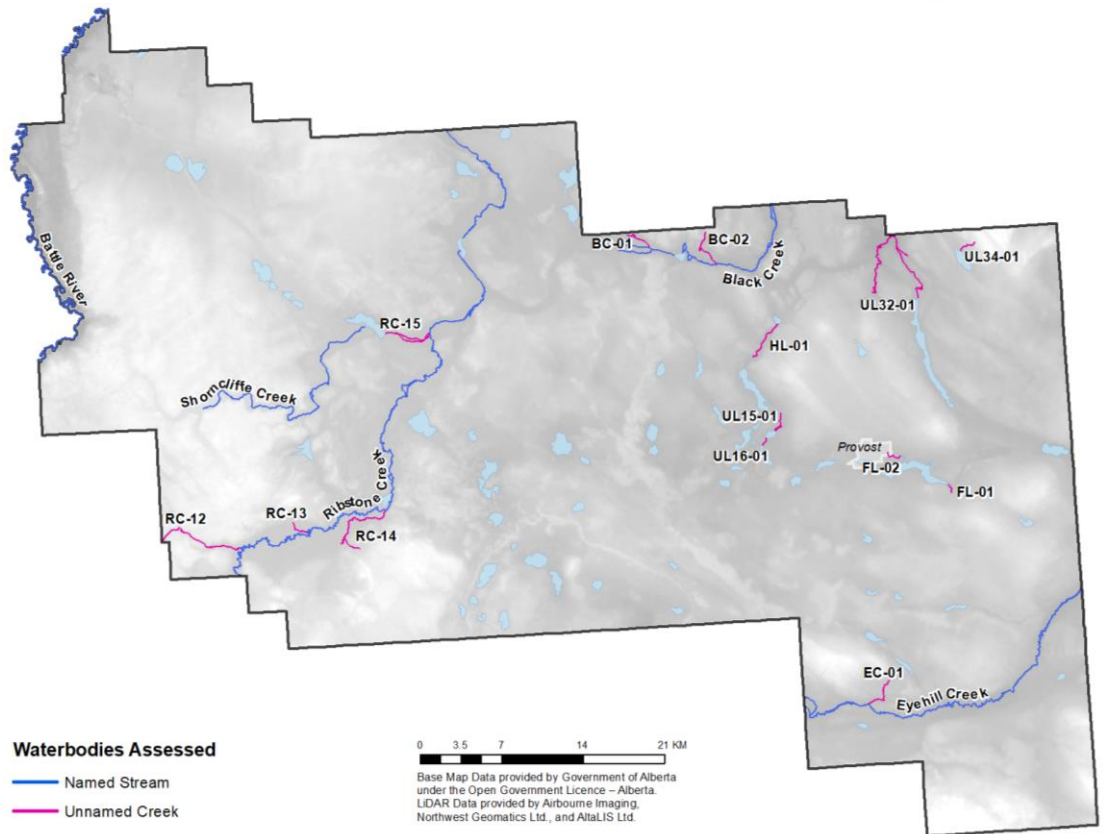 BC-01
BC-02
Black Creek
UL34-01
UL32-01
Battle River
RC-15
HL-01
Shorncliffe Creek
UL15-01
UL16-01
Provost
FL-02
FL-01
Ribstone Creek
RC-12
RC-13
RC-14
EC-01
Eyehill Creek
Waterbodies Assessed
Named Stream
Unnamed Creek
0 3.5 7 14 21 KM
Base Map Data provided by Government of Alberta
under the Open Government Licence – Alberta.
LiDAR Data provided by Airbourne Imaging,
Northwest Geomatics Ltd., and AltaLIS Ltd.